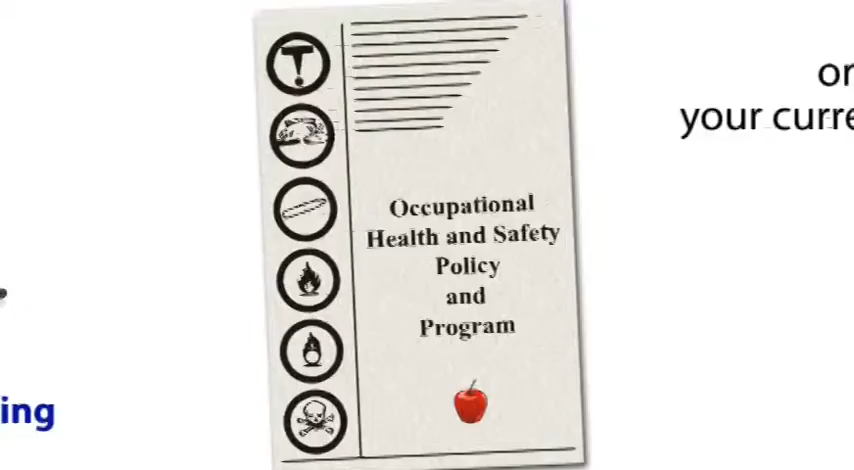 or
your curre
Occupational
Health and Safety
Policy
and
Program
ing